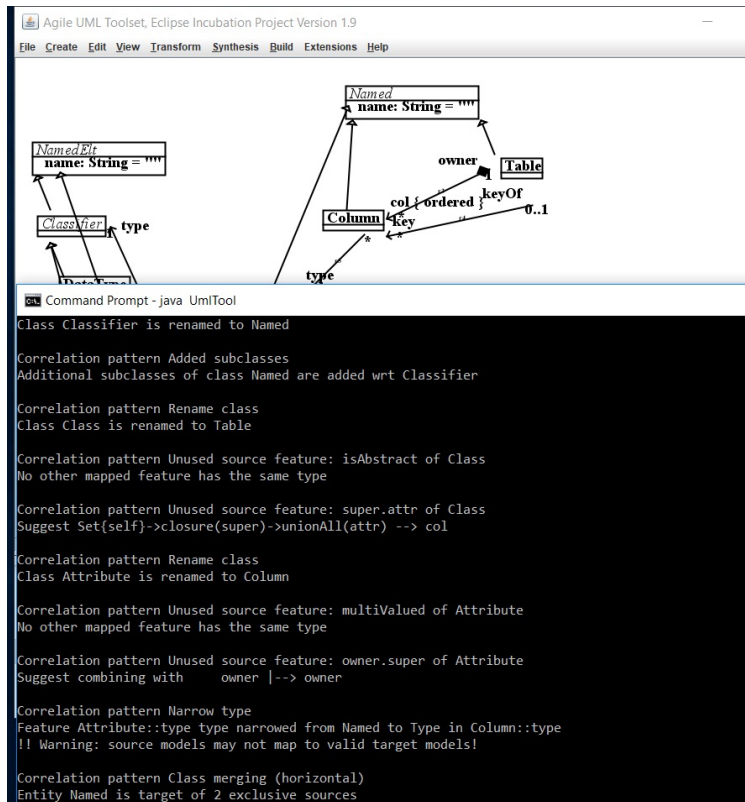 Agile UML Toolset, Eclipse Incubation Project Version 1.9
File Create Edit View Transform Synthesis Build Extensions Help
Named
name: String = ""
NamedElt
name: String = ""
owner
1
Table
col { ordered }
keyOf
0..1
Classifier
type
Column
*
key
*
*
type
DataType
Command Prompt - java UmlTool
Class Classifier is renamed to Named
Correlation pattern Added subclasses
Additional subclasses of class Named are added wrt Classifier
Correlation pattern Rename class
Class Class is renamed to Table
Correlation pattern Unused source feature: isAbstract of Class
No other mapped feature has the same type
Correlation pattern Unused source feature: super.attr of Class
Suggest Set{self}->closure(super)->unionAll(attr) --> col
Correlation pattern Rename class
Class Attribute is renamed to Column
Correlation pattern Unused source feature: multiValued of Attribute
No other mapped feature has the same type
Correlation pattern Unused source feature: owner.super of Attribute
Suggest combining with     owner |--> owner
Correlation pattern Narrow type
Feature Attribute::type type narrowed from Named to Type in Column::type
!! Warning: source models may not map to valid target models!
Correlation pattern Class merging (horizontal)
Entity Named is target of 2 exclusive sources